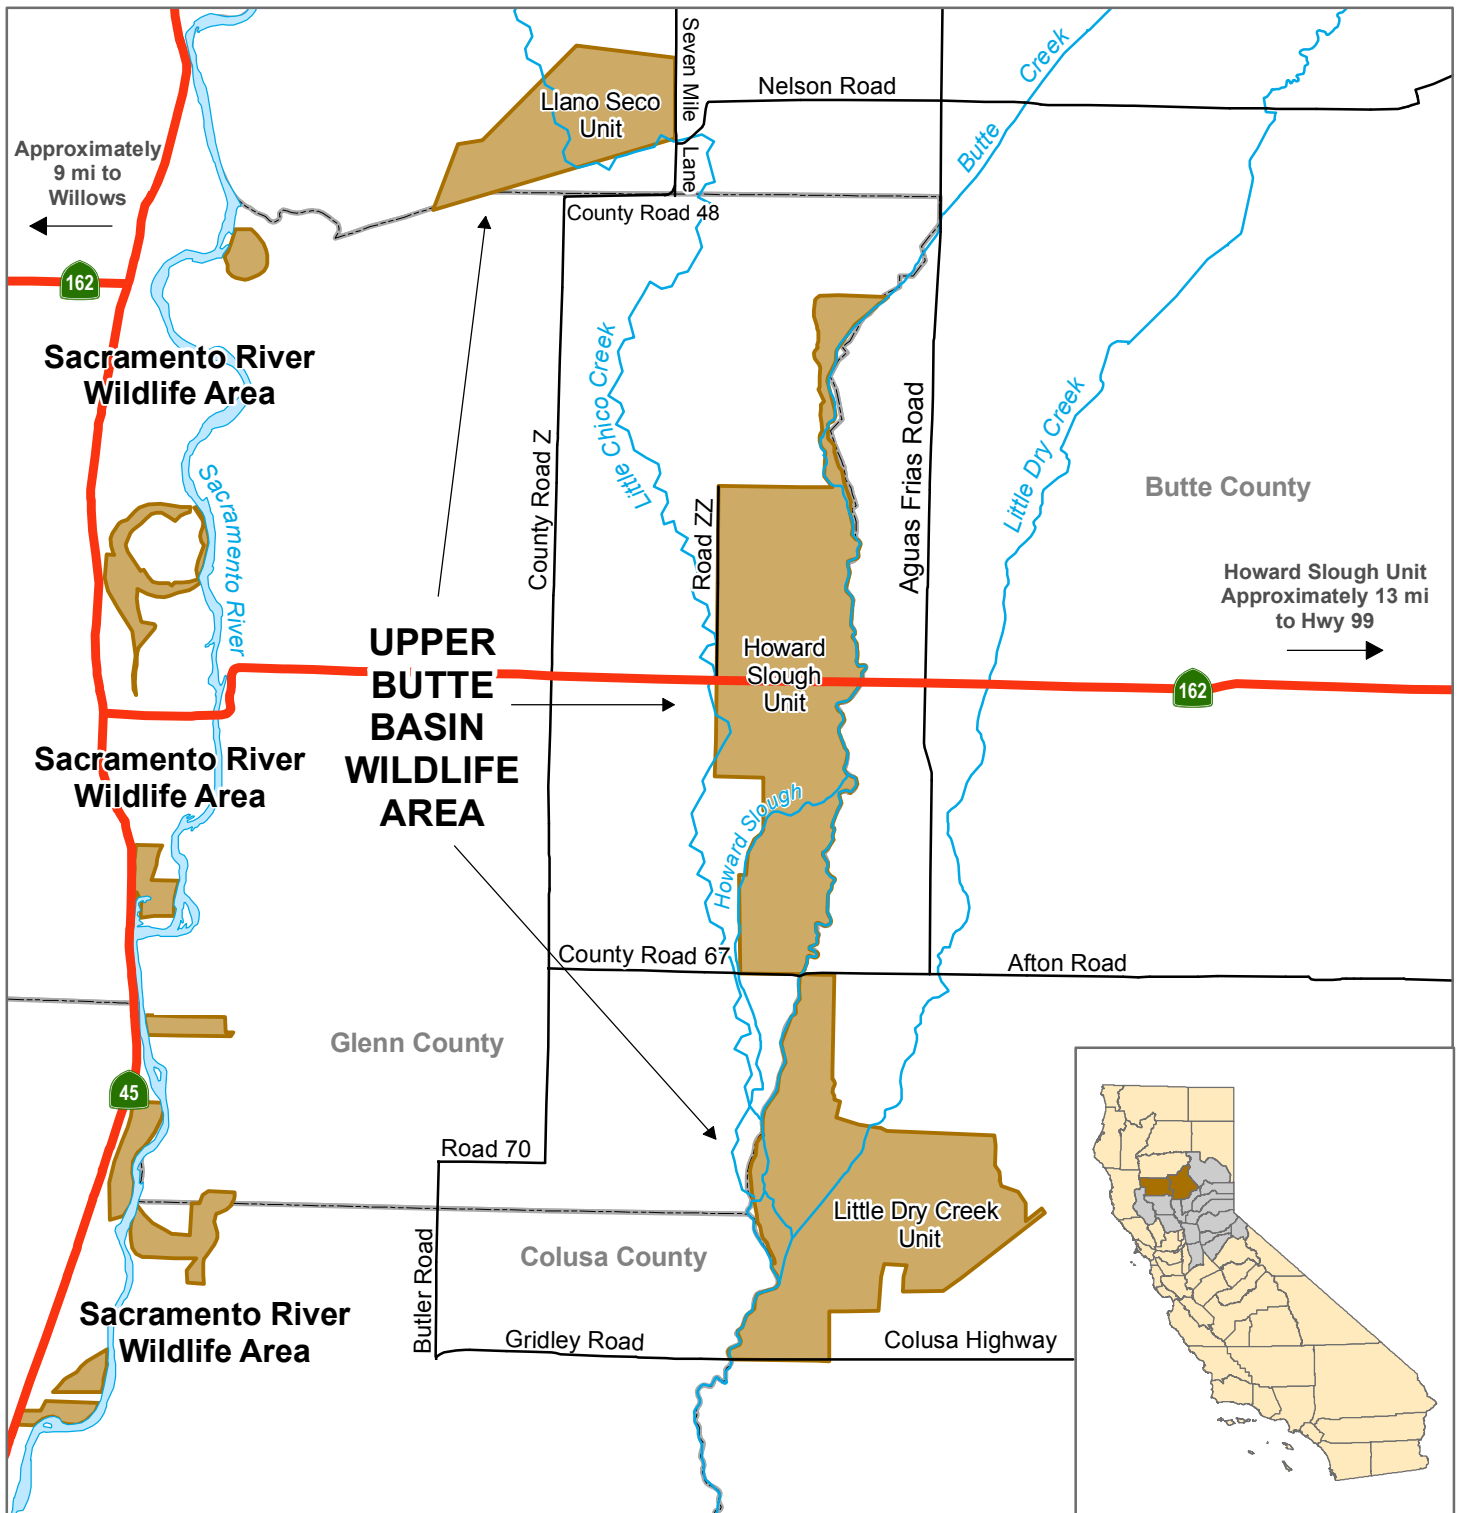 Seven Mile
Lane
Nelson Road
Creek
Butte
Llano Seco
Unit
Approximately
9 mi to
Willows
County Road 48
162
Sacramento River
Wildlife Area
Little Chico Creek
Aguas Frias Road
Little Dry Creek
County Road Z
Sacramento River
Road ZZ
Butte County
Howard Slough Unit
Approximately 13 mi
to Hwy 99
UPPER
BUTTE
BASIN
WILDLIFE
AREA
Howard
Slough
Unit
162
Sacramento River
Wildlife Area
Howard Slough
County Road 67
Afton Road
Glenn County
45
Road 70
Little Dry Creek
Unit
Colusa County
Butler Road
Sacramento River
Wildlife Area
Gridley Road
Colusa Highway